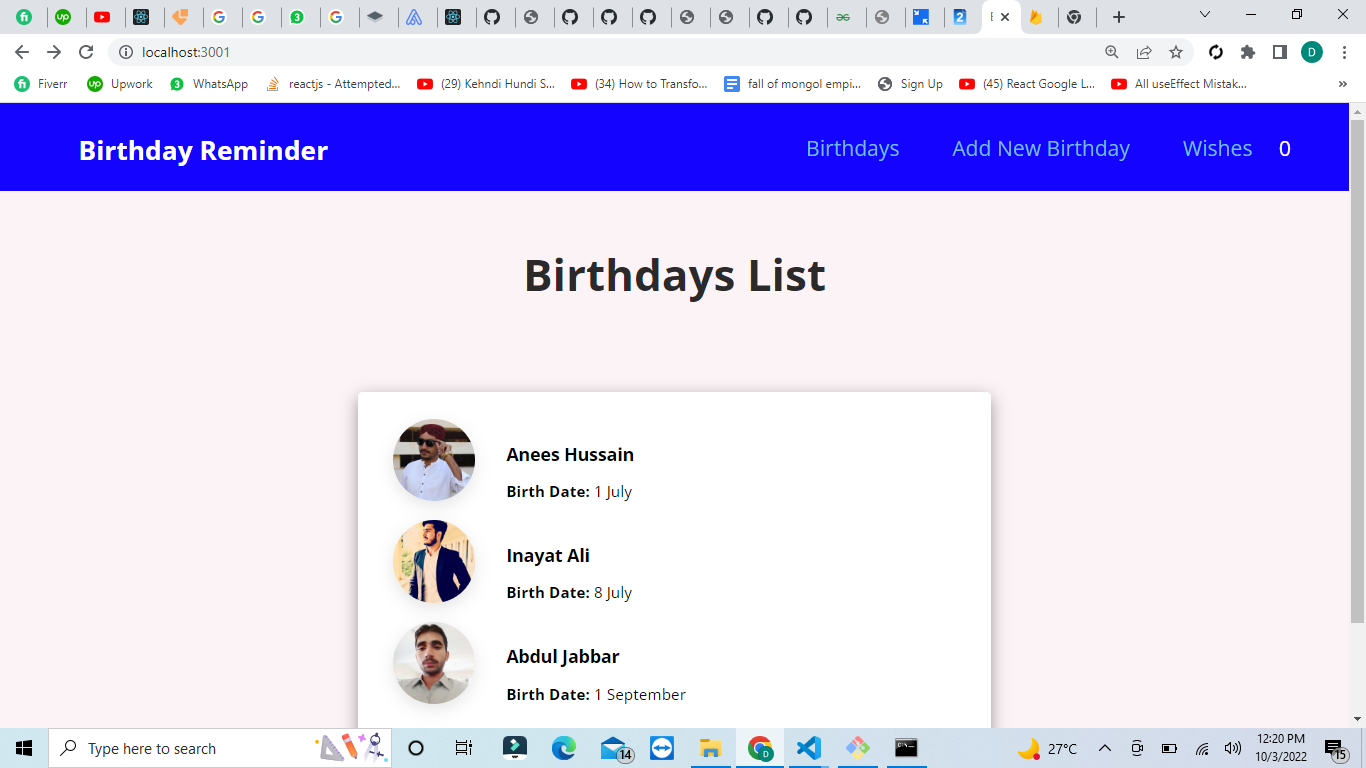 localhost:3001
D
Fiverr
Upwork
WhatsApp
reactjs - Attempted...
(29) Kehndi Hundi S...
(34) How to Transfo...
fall of mongol empi...
Sign Up
(45) React Google L...
All useEffect Mistak...
»
Birthday Reminder
Birthdays
Add New Birthday
Wishes
0
Birthdays List
Anees Hussain
Birth Date: 1 July
Inayat Ali
Birth Date: 8 July
Abdul Jabbar
Birth Date: 1 September
Type here to search
14
27°C
12:20 PM
10/3/2022
15